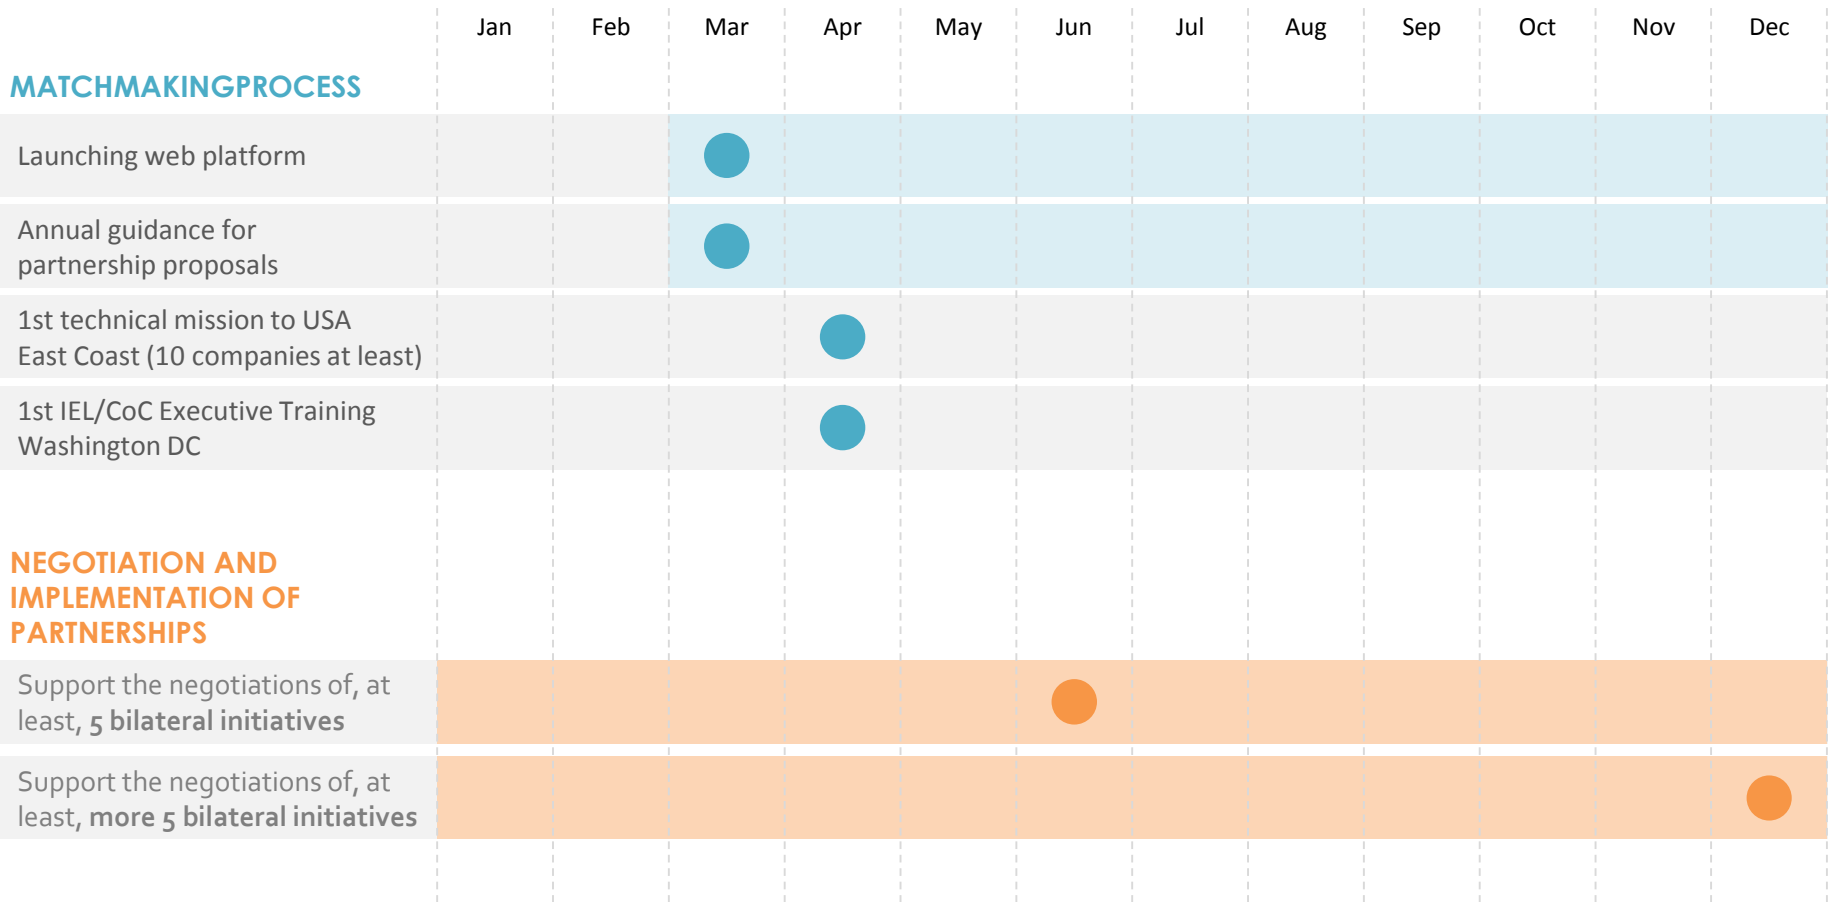 Jan Feb Mar Apr May Jun Jul Aug Sep Oct Nov Dec
MATCHMAKINGPROCESS
Launching web platform
Annual guidance for
partnership proposals
1st technical mission to USA
East Coast (10 companies at least)
1st IEL/CoC Executive Training
Washington DC
NEGOTIATION AND
IMPLEMENTATION OF
PARTNERSHIPS
Support the negotiations of, at
least, 5 bilateral initiatives
Support the negotiations of, at
least, more 5 bilateral initiatives